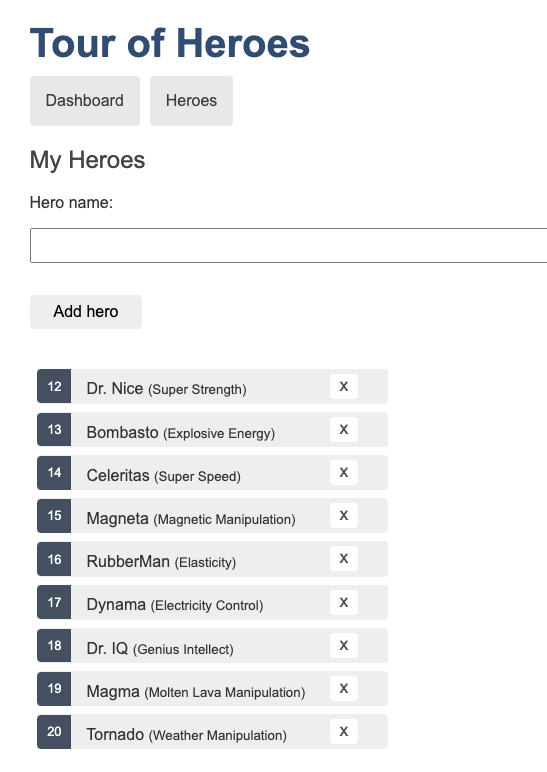 Tour of Heroes
Dashboard Heroes
My Heroes
Hero name:
Add hero
12 Dr. Nice (Super Strength) x
13 Bombasto (Explosive Energy) x
14 Celeritas (Super Speed) x
15 Magneta (Magnetic Manipulation) x
16 RubberMan (Elasticity) x
17 Dynama (Electricity Control) x
18 Dr. IQ (Genius Intellect) x
19 Magma (Molten Lava Manipulation) x
20 Tornado (Weather Manipulation) x